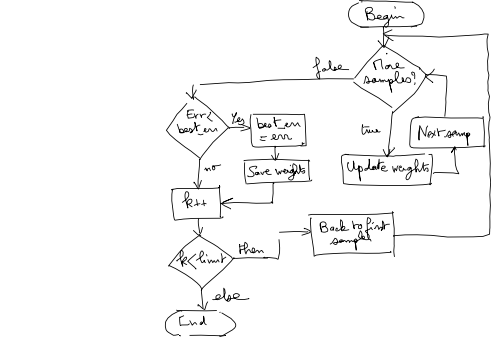 Begin
More
samples?
false
true
Next samp
Update weights
Err<
best_err
Yes
best_err
= err
Save weights
no
k++
k<limit
then
Back to first
sample
else
End